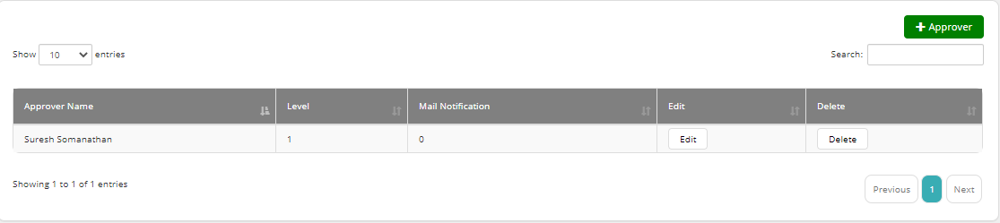 + Approver
Show 10 entries Search:
Approver Name Level Mail Notification Edit Delete
Suresh Somanathan 1 0 Edit Delete
Showing 1 to 1 of 1 entries Previous 1 Next